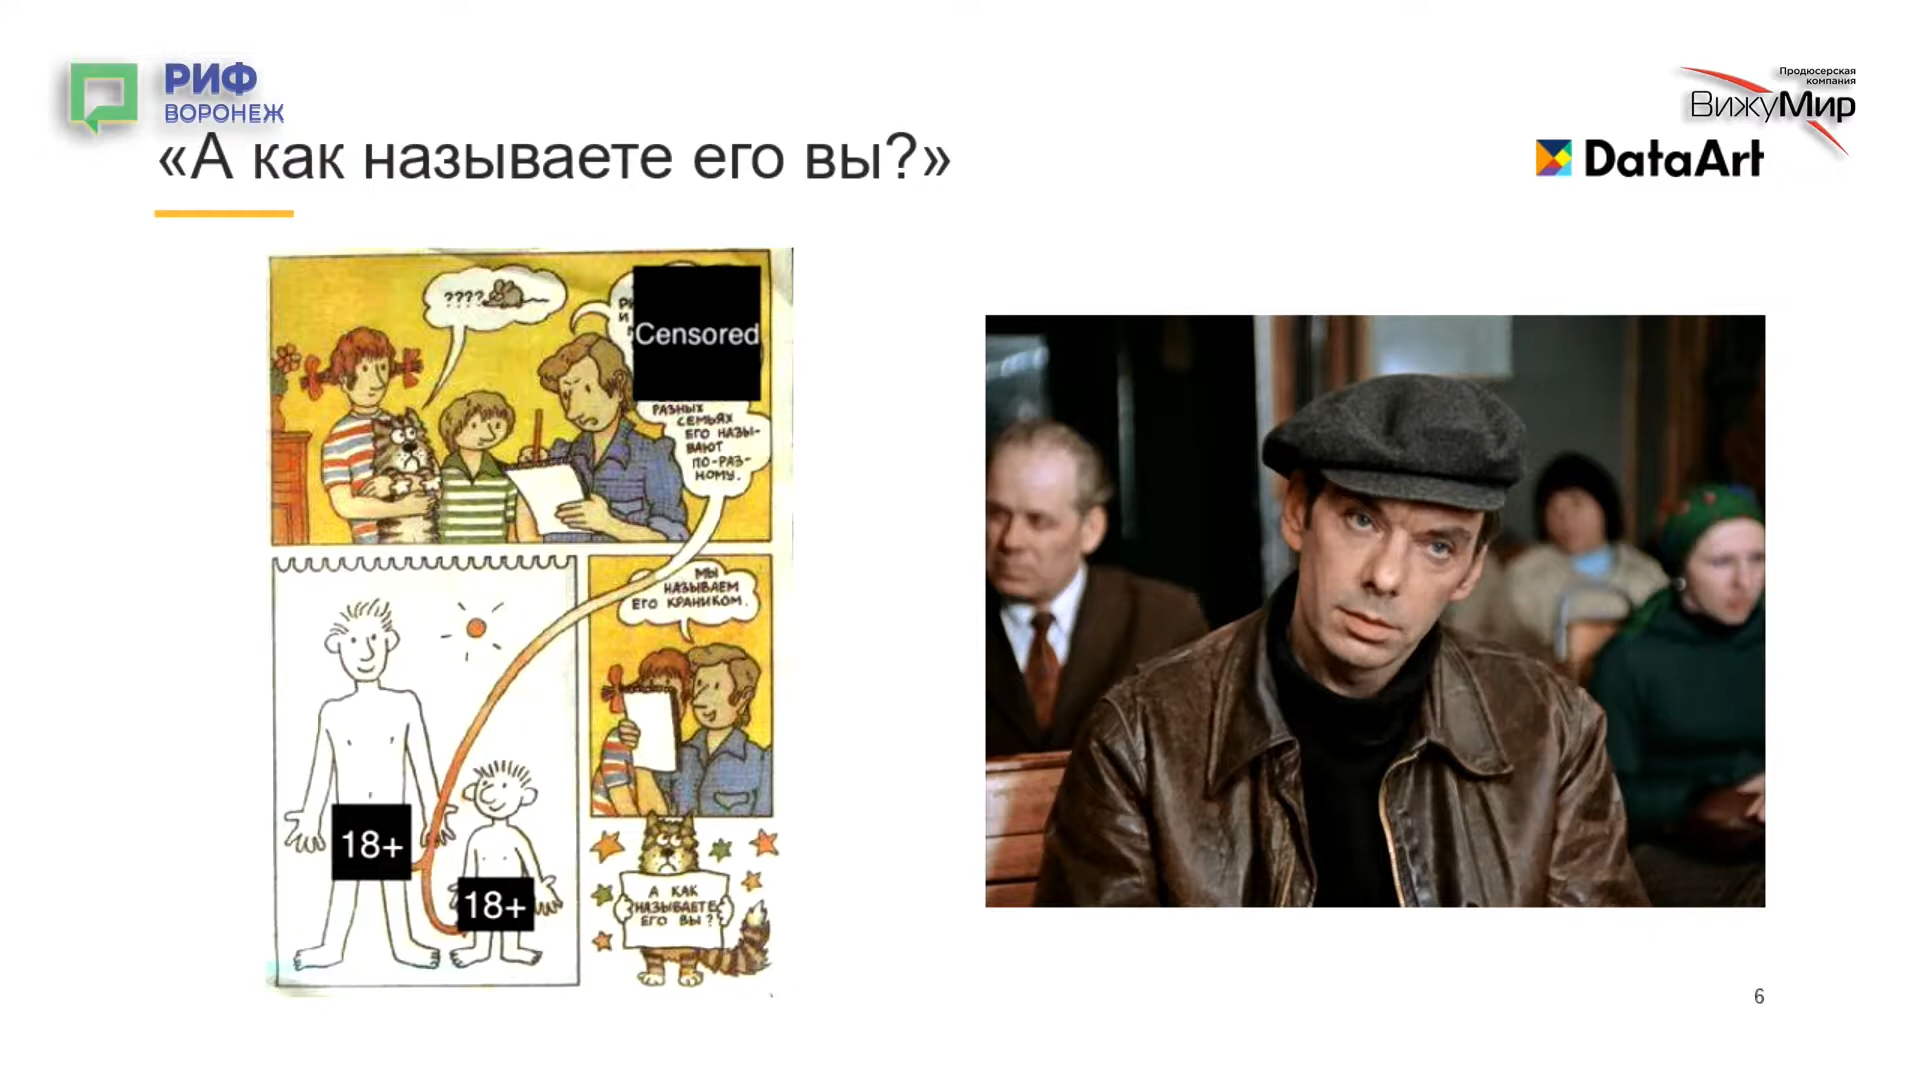 РИФ
ВОРОНЕЖ
Продюсерская
компания
ВижуМир
«А как называете его вы?»
DataArt
????
Censored
РАЗНЫХ
СЕМЬЯХ
ЕГО НАЗЫ-
ВАЮТ
ПО-РАЗ-
НОМУ.
МЫ
НАЗЫВАЕМ
ЕГО КРАНИКОМ.
18+
18+
А КАК
НАЗЫВАЕТЕ
ЕГО ВЫ?
6